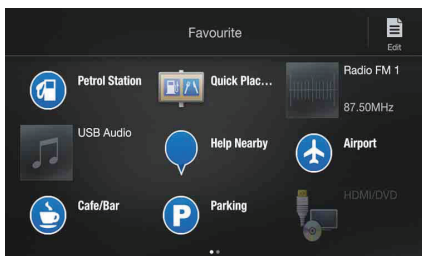 Favourite
Edit
Petrol Station
Quick Plac...
Radio FM 1
87.50MHz
USB Audio
Help Nearby
Airport
Cafe/Bar
P
Parking
HDMI/DVD